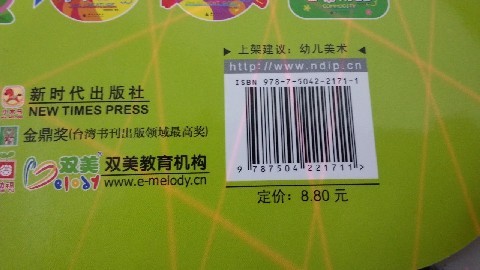 ▶ 上架建议：幼儿美术 ◀
http://www.ndip.cn
ISBN 978-7-5042-2171-1
9 787504 221711 >
定价：8.80 元
新时代出版社
NEW TIMES PRESS
金鼎奖(台湾书刊出版领域最高奖)
双美 双美教育机构
Melody www.e-melody.cn